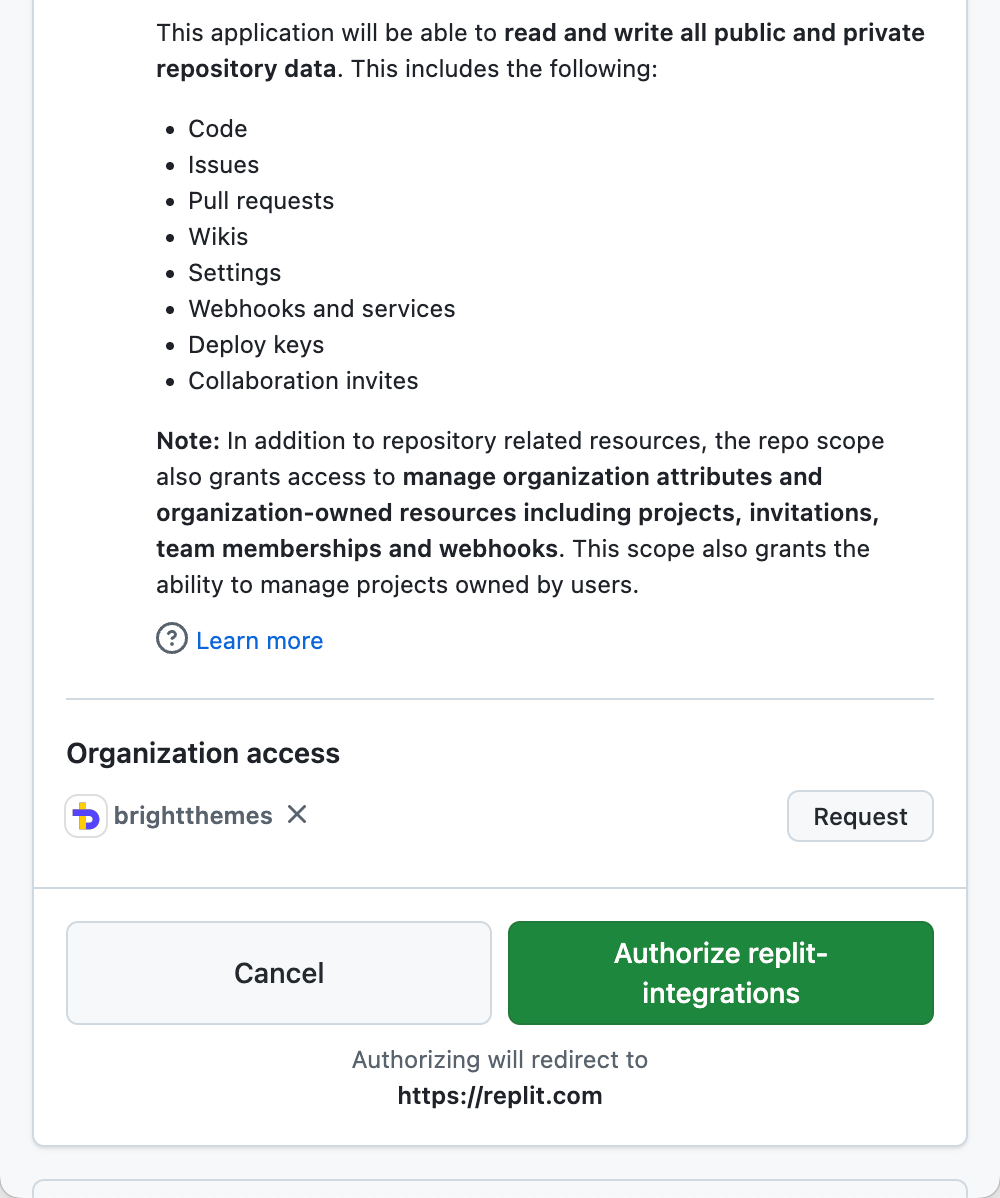 This application will be able to read and write all public and private
repository data. This includes the following:
Code
Issues
Pull requests
Wikis
Settings
Webhooks and services
Deploy keys
Collaboration invites
Note: In addition to repository related resources, the repo scope
also grants access to manage organization attributes and
organization-owned resources including projects, invitations,
team memberships and webhooks. This scope also grants the
ability to manage projects owned by users.
Learn more
Organization access
brightthemes
Request
Cancel
Authorize replit-
integrations
Authorizing will redirect to
https://replit.com